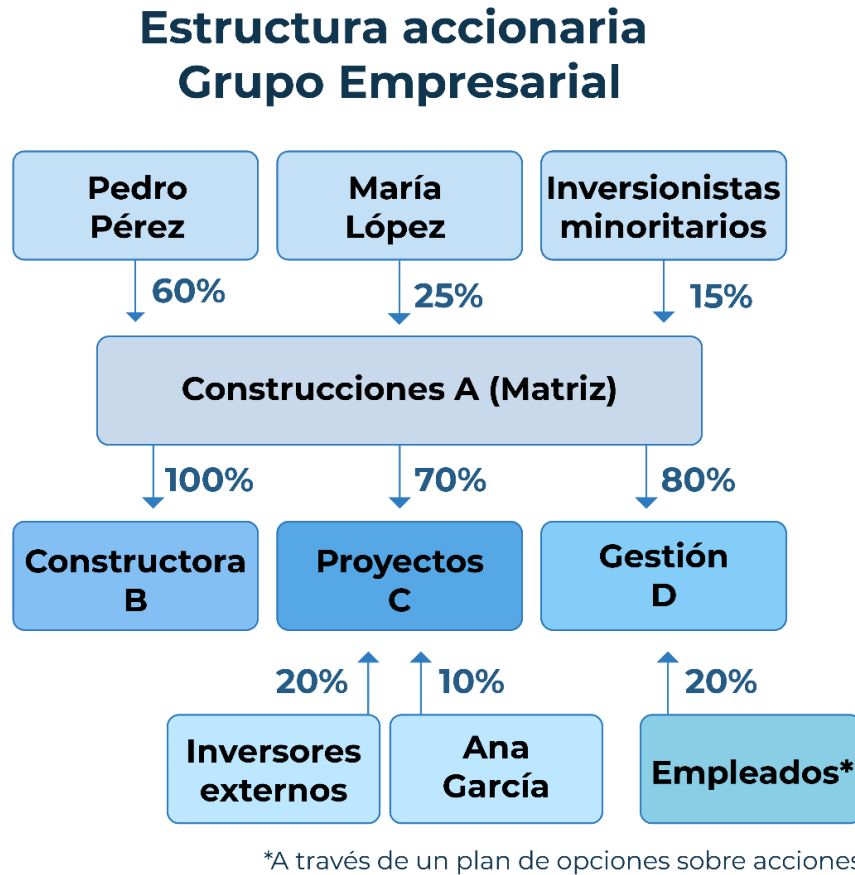 Estructura accionaria
Grupo Empresarial
Pedro
Pérez
María
López
Inversionistas
minoritarios
60%
25%
15%
Construcciones A (Matriz)
100%
70%
80%
Constructora
B
Proyectos
C
Gestión
D
20%
10%
20%
Inversores
externos
Ana
García
Empleados*
*A través de un plan de opciones sobre acciones